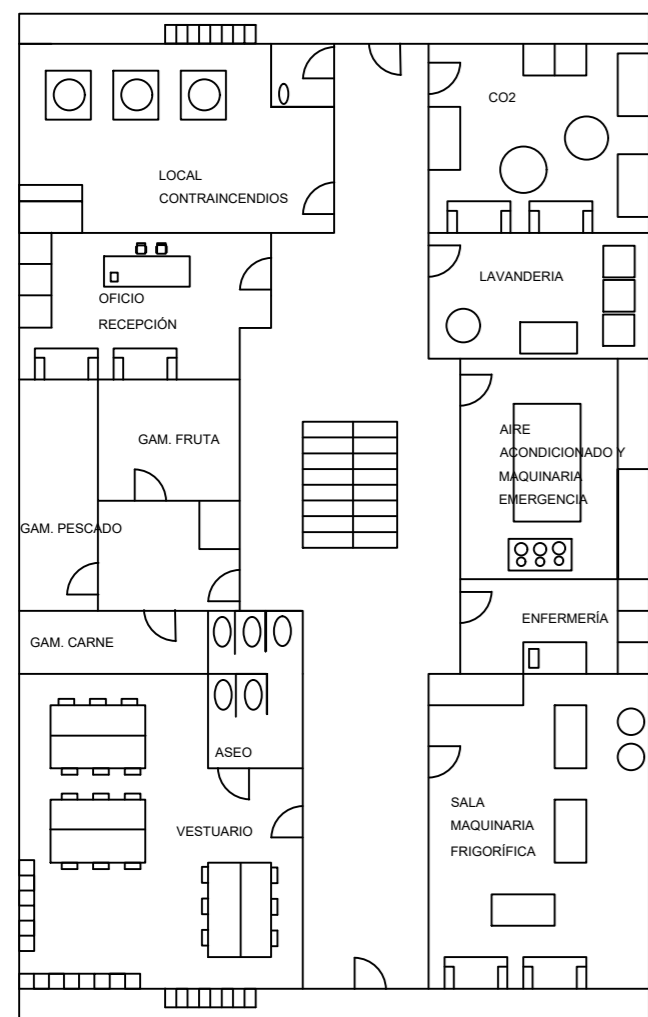 CO2
LOCAL
CONTRAINCENDIOS
LAVANDERIA
OFICIO
RECEPCIÓN
GAM. FRUTA
AIRE
ACONDICIONADO Y
MAQUINARIA
EMERGENCIA
GAM. PESCADO
ENFERMERÍA
GAM. CARNE
ASEO
VESTUARIO
SALA
MAQUINARIA
FRIGORÍFICA